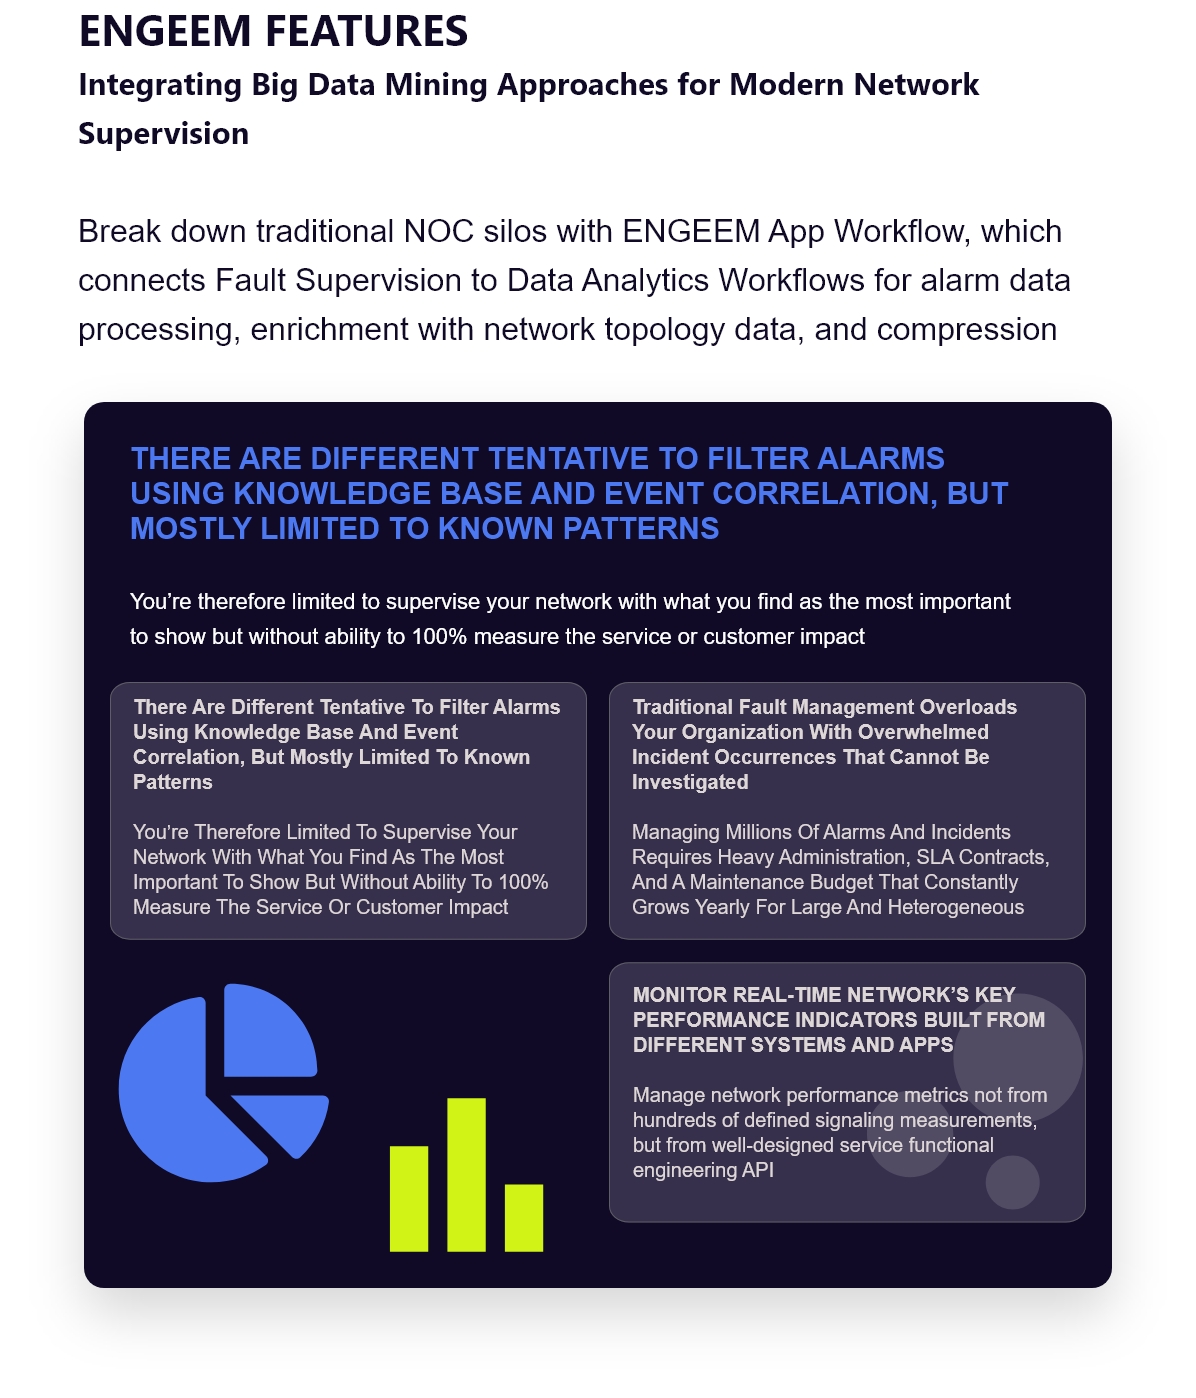 ENGEEM FEATURES
Integrating Big Data Mining Approaches for Modern Network
Supervision
Break down traditional NOC silos with ENGEEM App Workflow, which
connects Fault Supervision to Data Analytics Workflows for alarm data
processing, enrichment with network topology data, and compression
THERE ARE DIFFERENT TENTATIVE TO FILTER ALARMS
USING KNOWLEDGE BASE AND EVENT CORRELATION, BUT
MOSTLY LIMITED TO KNOWN PATTERNS
You’re therefore limited to supervise your network with what you find as the most important
to show but without ability to 100% measure the service or customer impact
There Are Different Tentative To Filter Alarms
Using Knowledge Base And Event
Correlation, But Mostly Limited To Known
Patterns
You’re Therefore Limited To Supervise Your
Network With What You Find As The Most
Important To Show But Without Ability To 100%
Measure The Service Or Customer Impact
Traditional Fault Management Overloads
Your Organization With Overwhelmed
Incident Occurrences That Cannot Be
Investigated
Managing Millions Of Alarms And Incidents
Requires Heavy Administration, SLA Contracts,
And A Maintenance Budget That Constantly
Grows Yearly For Large And Heterogeneous
MONITOR REAL-TIME NETWORK’S KEY
PERFORMANCE INDICATORS BUILT FROM
DIFFERENT SYSTEMS AND APPS
Manage network performance metrics not from
hundreds of defined signaling measurements,
but from well-designed service functional
engineering API